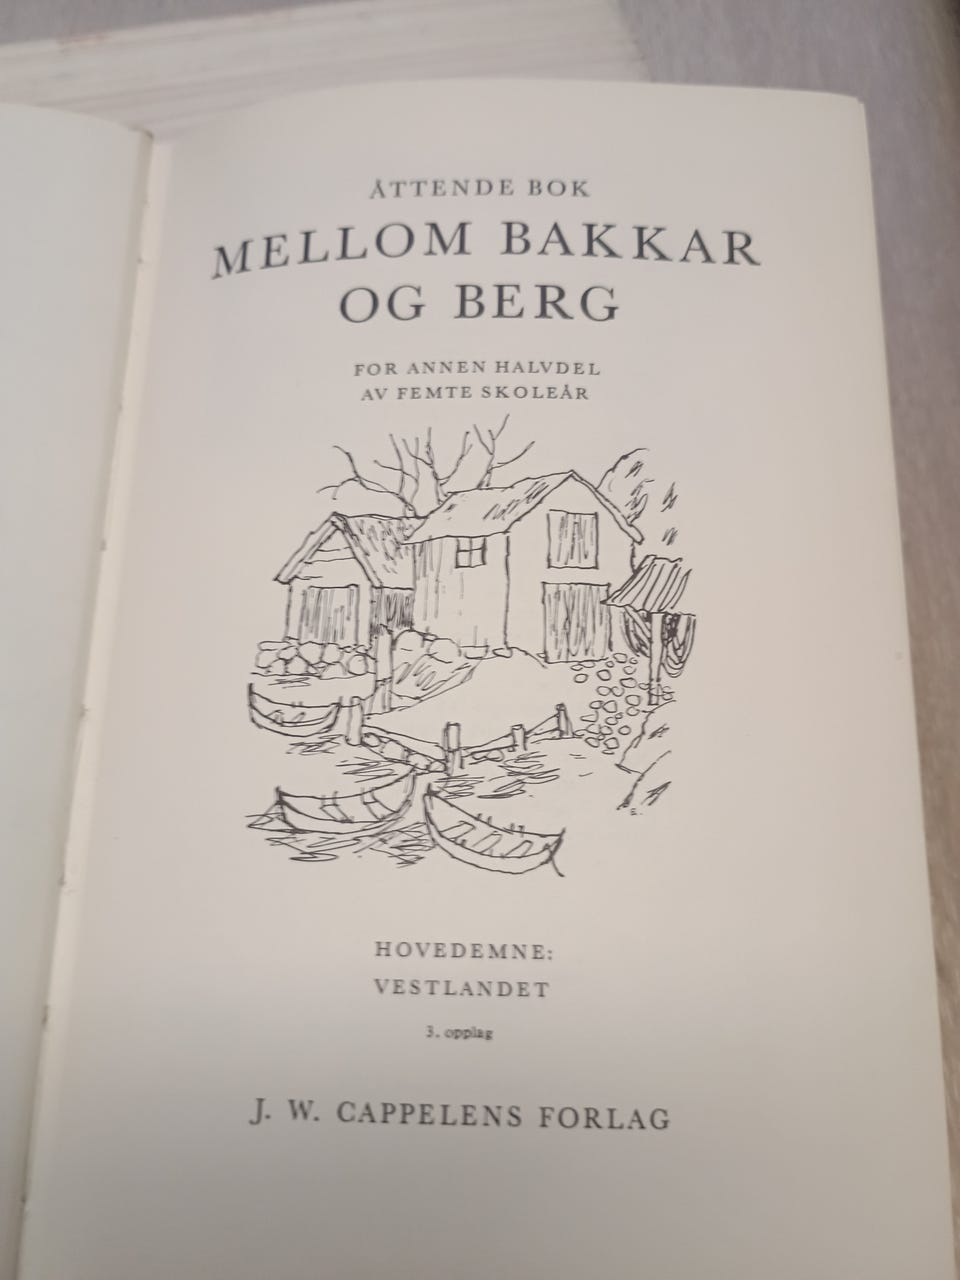 ÅTTENDE BOK
MELLOM BAKKAR
OG BERG
FOR ANNEN HALVDEL
AV FEMTE SKOLEÅR
HOVEDEMNE:
VESTLANDET
3. opplag
J. W. CAPPELENS FORLAG